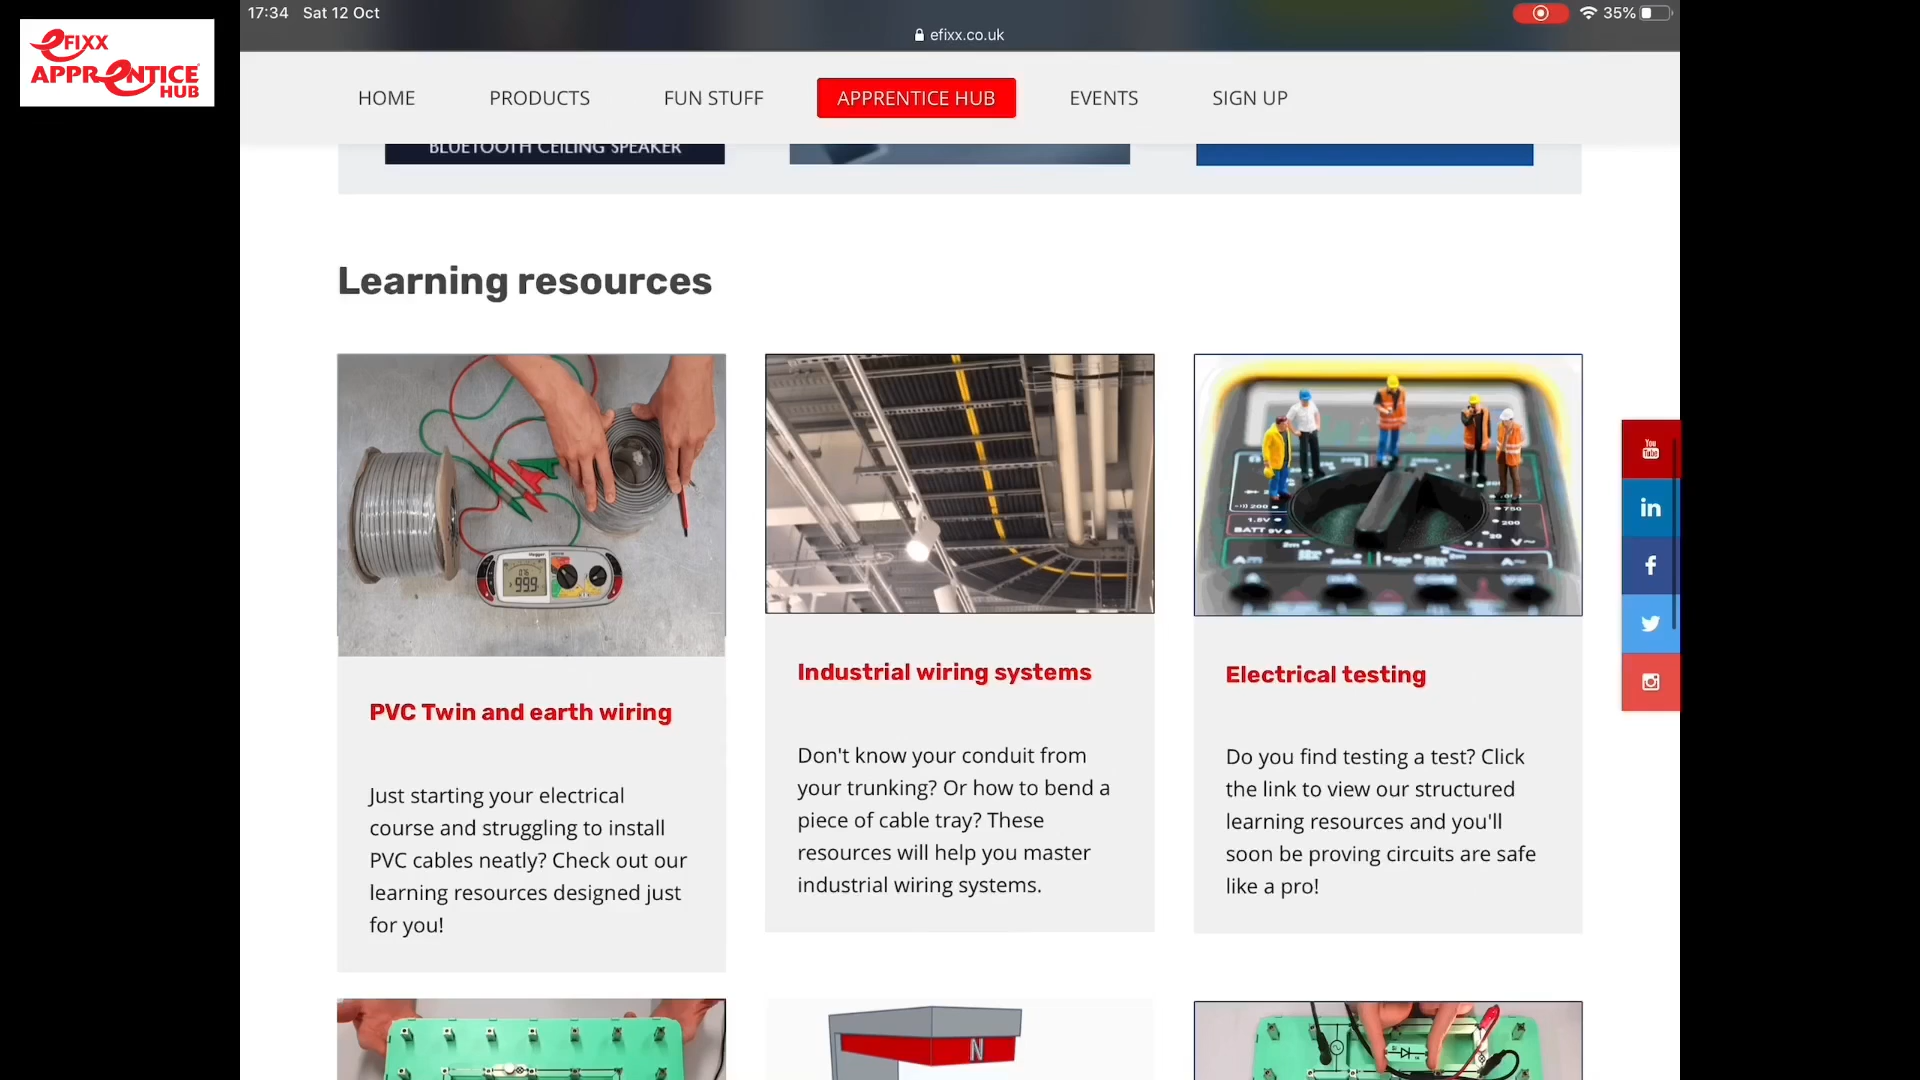 17:34 Sat 12 Oct
35%
efixx.co.uk
eFIXX
APPRENTICE
HUB
HOME PRODUCTS FUN STUFF APPRENTICE HUB EVENTS SIGN UP
BLUETOOTH CEILING SPEAKER
Learning resources
You
Tube
in
f
PVC Twin and earth wiring
Just starting your electrical
course and struggling to install
PVC cables neatly? Check out our
learning resources designed just
for you!
Industrial wiring systems
Don't know your conduit from
your trunking? Or how to bend a
piece of cable tray? These
resources will help you master
industrial wiring systems.
Electrical testing
Do you find testing a test? Click
the link to view our structured
learning resources and you'll
soon be proving circuits are safe
like a pro!
N